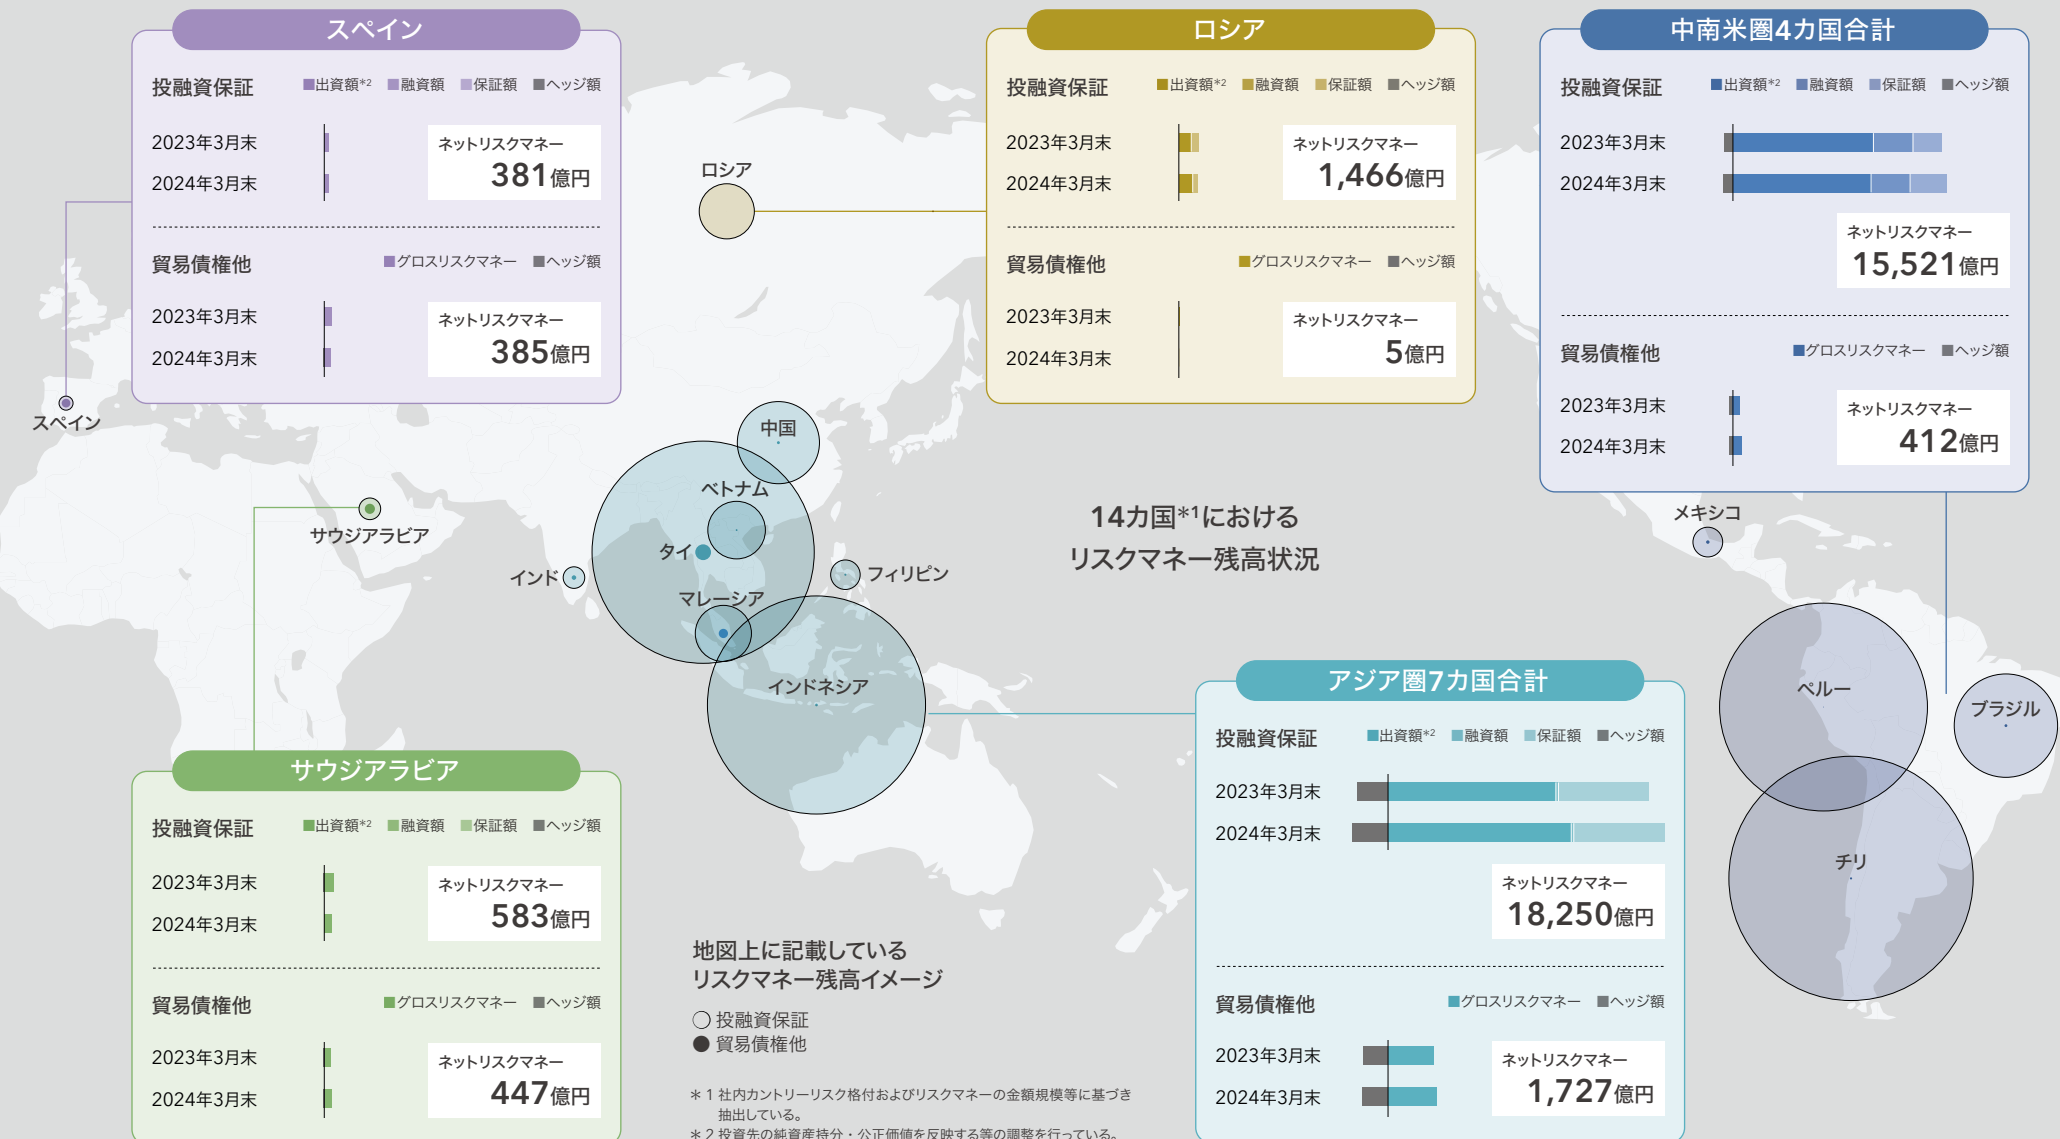 スペイン
投融資保証
■出資額*2 ■融資額 ■保証額 ■ヘッジ額
2023年3月末
2024年3月末
ネットリスクマネー
381億円
貿易債権他
■グロスリスクマネー ■ヘッジ額
2023年3月末
2024年3月末
ネットリスクマネー
385億円
ロシア
投融資保証
■出資額*2 ■融資額 ■保証額 ■ヘッジ額
2023年3月末
2024年3月末
ネットリスクマネー
1,466億円
貿易債権他
■グロスリスクマネー ■ヘッジ額
2023年3月末
2024年3月末
ネットリスクマネー
5億円
中南米圏4カ国合計
投融資保証
■出資額*2 ■融資額 ■保証額 ■ヘッジ額
2023年3月末
2024年3月末
ネットリスクマネー
15,521億円
貿易債権他
■グロスリスクマネー ■ヘッジ額
2023年3月末
2024年3月末
ネットリスクマネー
412億円
ロシア
スペイン
中国
ベトナム
サウジアラビア
タイ
インド
フィリピン
マレーシア
インドネシア
14カ国*1における
リスクマネー残高状況
メキシコ
ペルー
ブラジル
チリ
サウジアラビア
投融資保証
■出資額*2 ■融資額 ■保証額 ■ヘッジ額
2023年3月末
2024年3月末
ネットリスクマネー
583億円
貿易債権他
■グロスリスクマネー ■ヘッジ額
2023年3月末
2024年3月末
ネットリスクマネー
447億円
アジア圏7カ国合計
投融資保証
■出資額*2 ■融資額 ■保証額 ■ヘッジ額
2023年3月末
2024年3月末
ネットリスクマネー
18,250億円
貿易債権他
■グロスリスクマネー ■ヘッジ額
2023年3月末
2024年3月末
ネットリスクマネー
1,727億円
地図上に記載している
リスクマネー残高イメージ
○ 投融資保証
● 貿易債権他
*1 社内カントリーリスク格付およびリスクマネーの金額規模等に基づき
抽出している。
*2 投資先の純資産持分・公正価値を反映する等の調整を行っている。